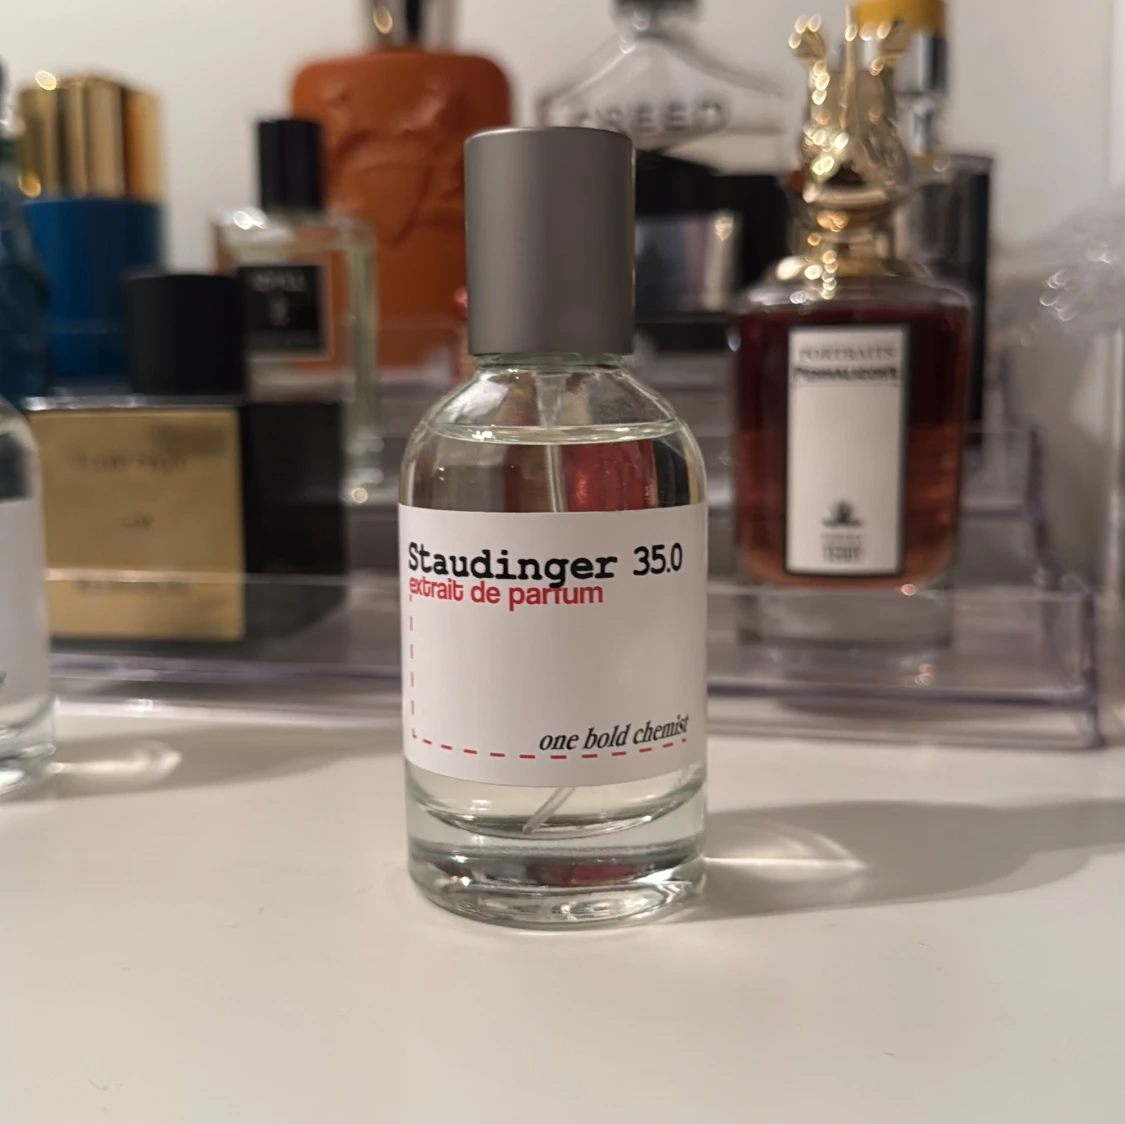 CREED
PORTRAITS
PENHALIGON'S
Staudinger 35.0
extrait de parfum
one bold chemist